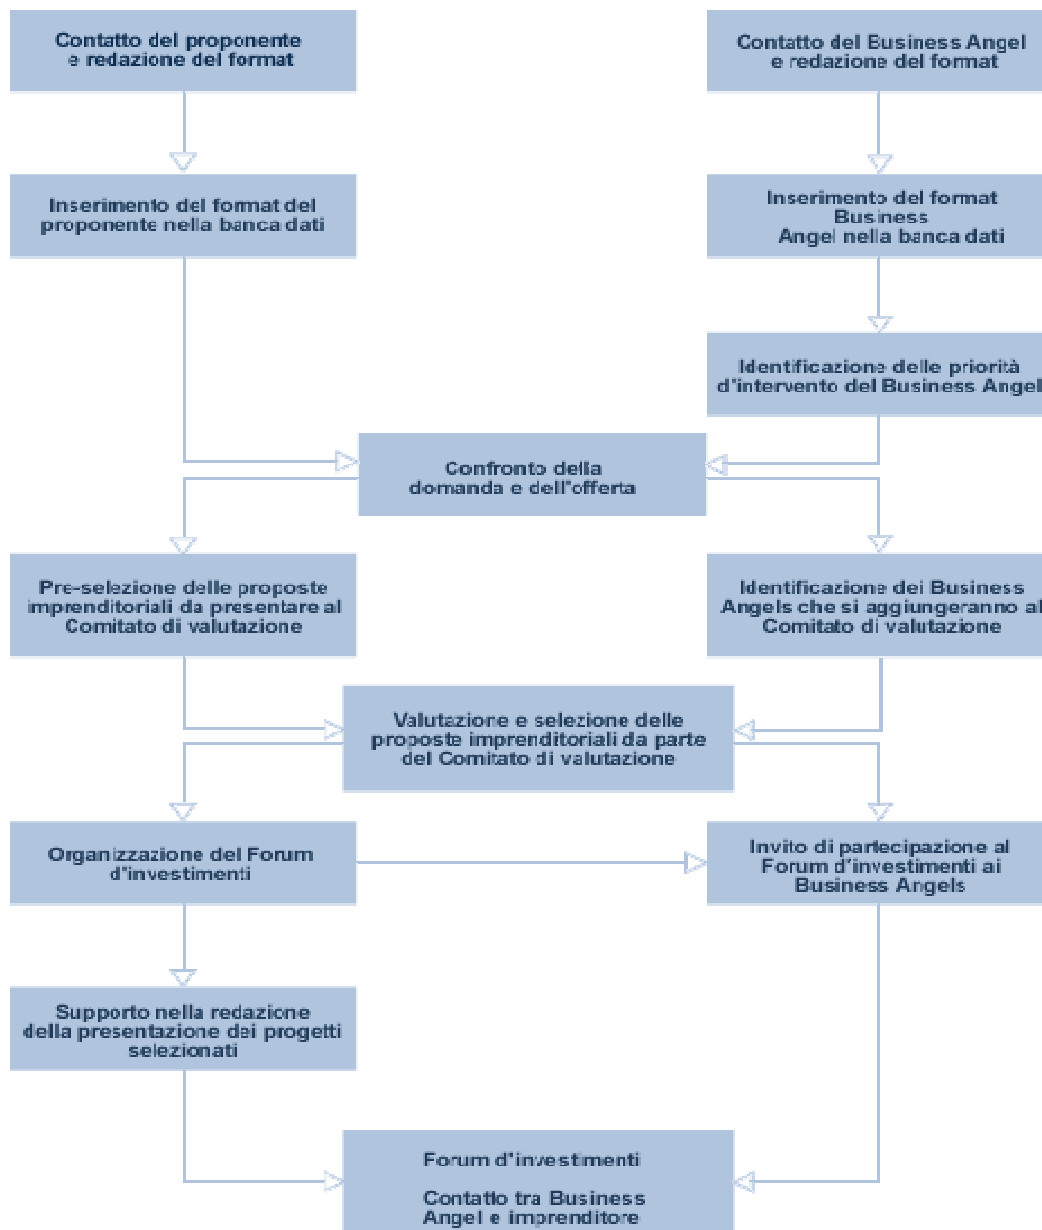 Contatto del proponente
e redazione del format
Contatto del Business Angel
e redazione del format
Inserimento del format del
proponente nella banca dati
Inserimento del format
Business
Angel nella banca dati
Identificazione delle priorità
d'intervento del Business Angel
Confronto della
domanda e dell'offerta
Pre-selezione delle proposte
imprenditoriali da presentare al
Comitato di valutazione
Identificazione dei Business
Angels che si aggiungeranno al
Comitato di valutazione
Valutazione e selezione delle
proposte imprenditoriali da parte
del Comitato di valutazione
Organizzazione del Forum
d'investimenti
Invito di partecipazione al
Forum d'investimenti ai
Business Angels
Supporto nella redazione
della presentazione dei progetti
selezionati
Forum d'investimenti
Contatto tra Business
Angel e imprenditore